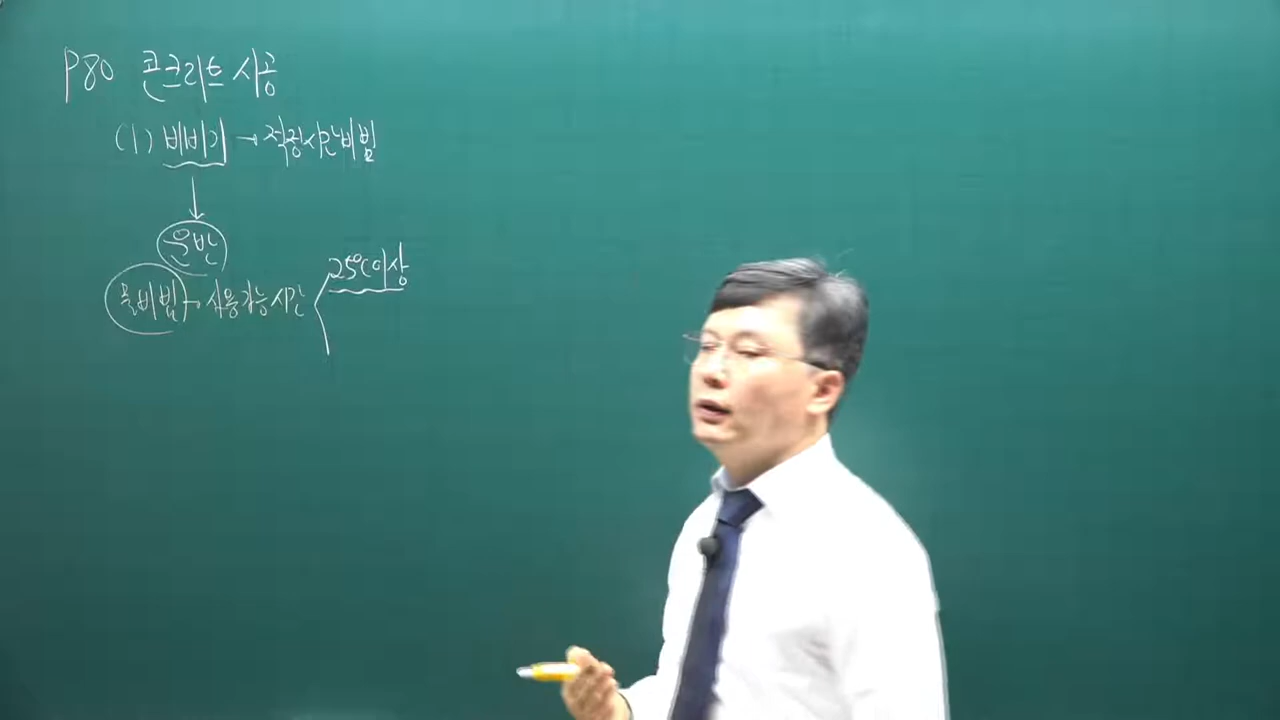 P80 콘크리트 시공
(1) 비비기 → 적정시간비빔
운반
물비빔 → 사용가능시간
25℃이상